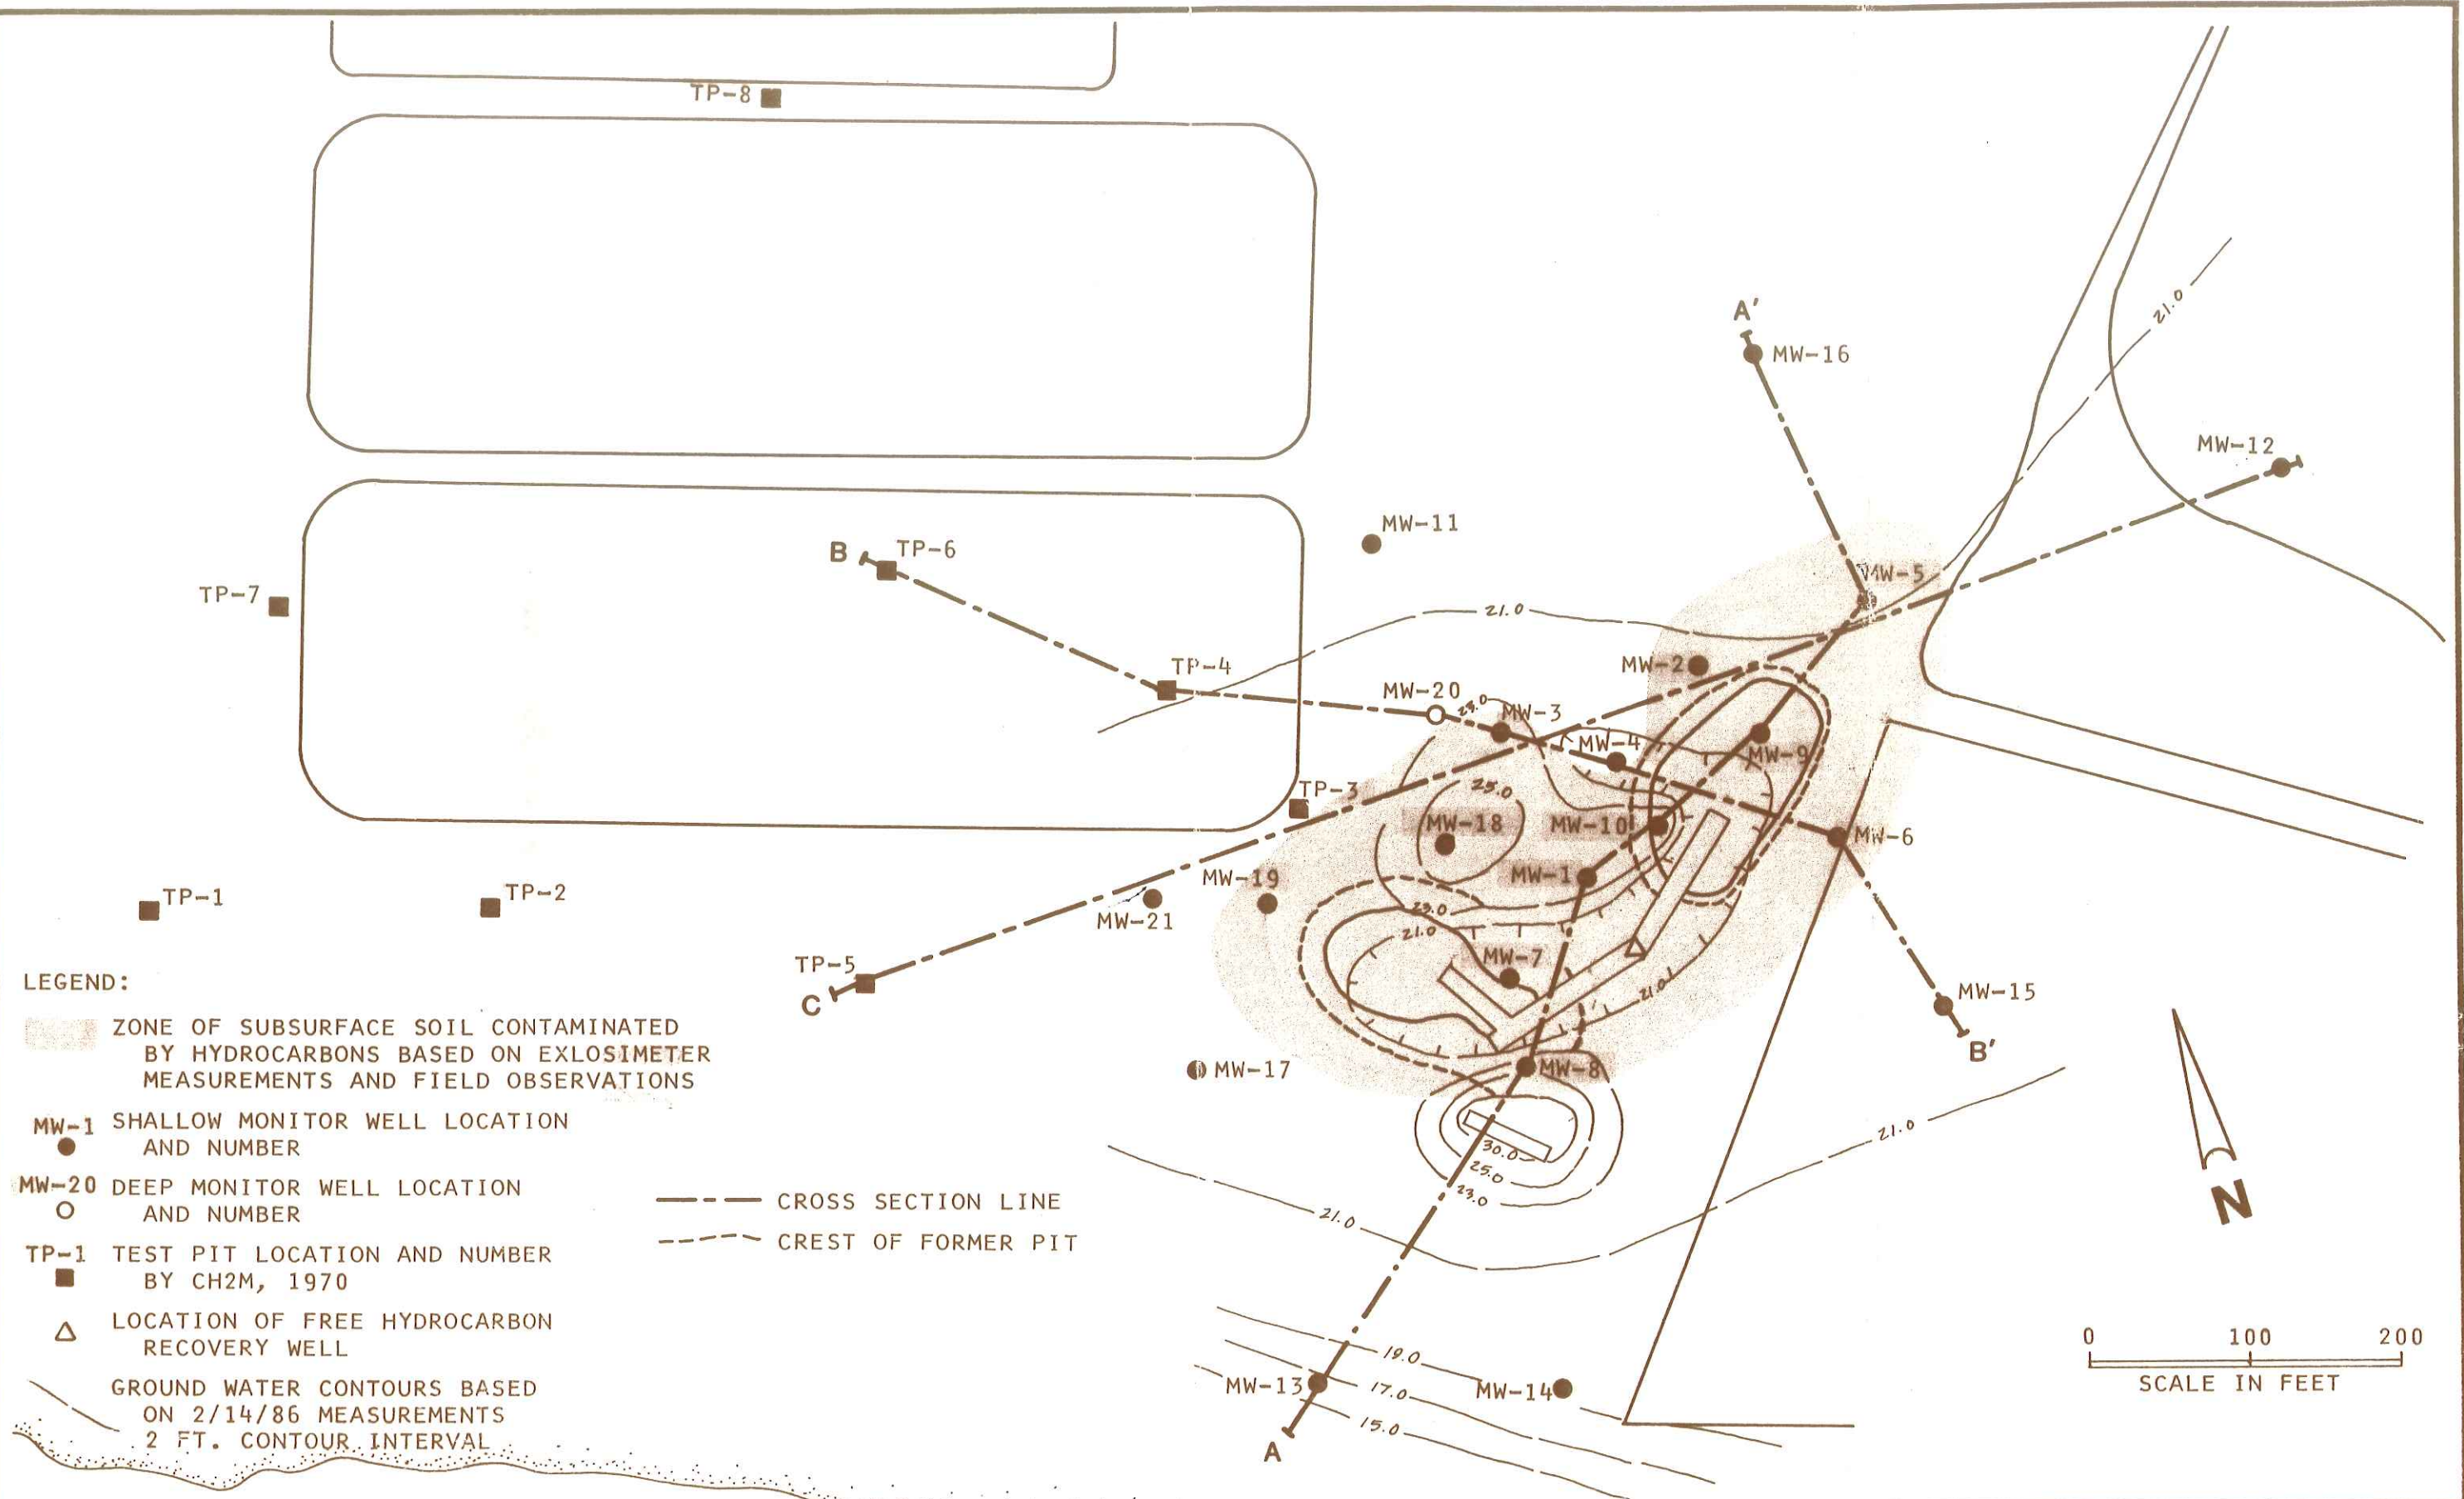 TP-8
A'
MW-16
MW-12
21.0
MW-11
B
TP-6
TP-7
MW-5
21.0
TP-4
MW-2
MW-20
MW-3
MW-4
MW-9
TP-3
25.0
MW-18
MW-10
MW-6
MW-1
MW-19
TP-1
TP-2
MW-21
23.0
21.0
TP-5
C
MW-7
21.0
MW-15
B'
MW-17
MW-8
30.0
25.0
23.0
21.0
21.0
19.0
MW-13
17.0
MW-14
15.0
A
N
LEGEND:
ZONE OF SUBSURFACE SOIL CONTAMINATED
BY HYDROCARBONS BASED ON EXLOSIMETER
MEASUREMENTS AND FIELD OBSERVATIONS
MW-1 SHALLOW MONITOR WELL LOCATION
AND NUMBER
MW-20 DEEP MONITOR WELL LOCATION
AND NUMBER
TP-1 TEST PIT LOCATION AND NUMBER
BY CH2M, 1970
LOCATION OF FREE HYDROCARBON
RECOVERY WELL
GROUND WATER CONTOURS BASED
ON 2/14/86 MEASUREMENTS
2 FT. CONTOUR INTERVAL
CROSS SECTION LINE
CREST OF FORMER PIT
0 100 200
SCALE IN FEET